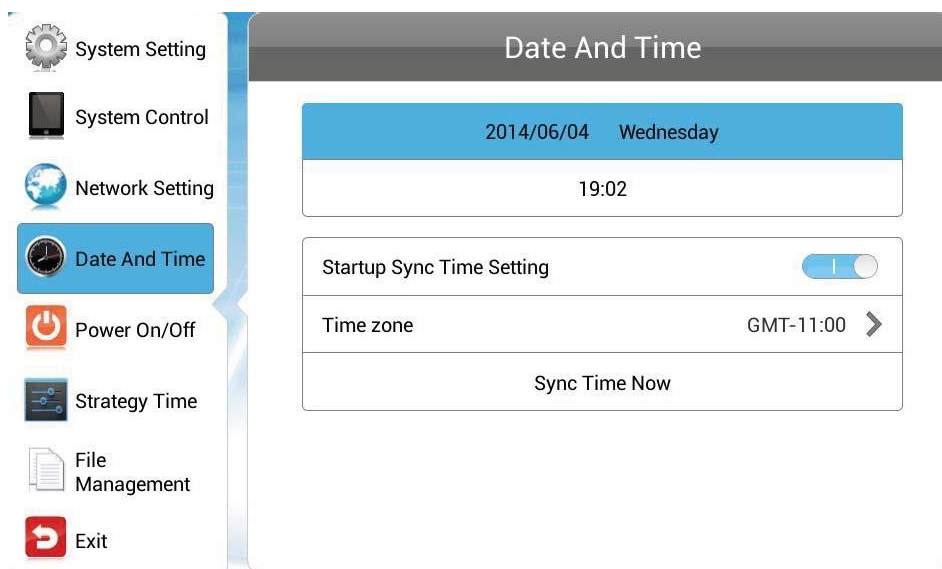 System Setting
System Control
Network Setting
Date And Time
Power On/Off
Strategy Time
File
Management
Exit
Date And Time
2014/06/04 Wednesday
19:02
Startup Sync Time Setting
Time zone GMT-11:00
Sync Time Now